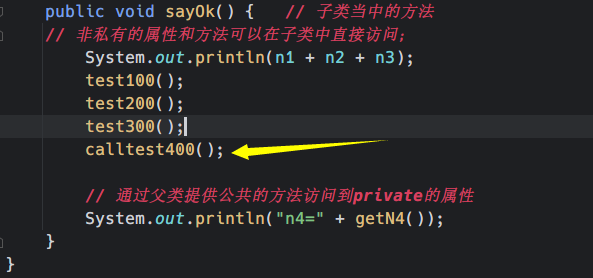 public void sayOk() {   // 子类当中的方法
// 非私有的属性和方法可以在子类中直接访问;
System.out.println(n1 + n2 + n3);
test100();
test200();
test300();
calltest400();
// 通过父类提供公共的方法访问到private的属性
System.out.println("n4=" + getN4());
}
}